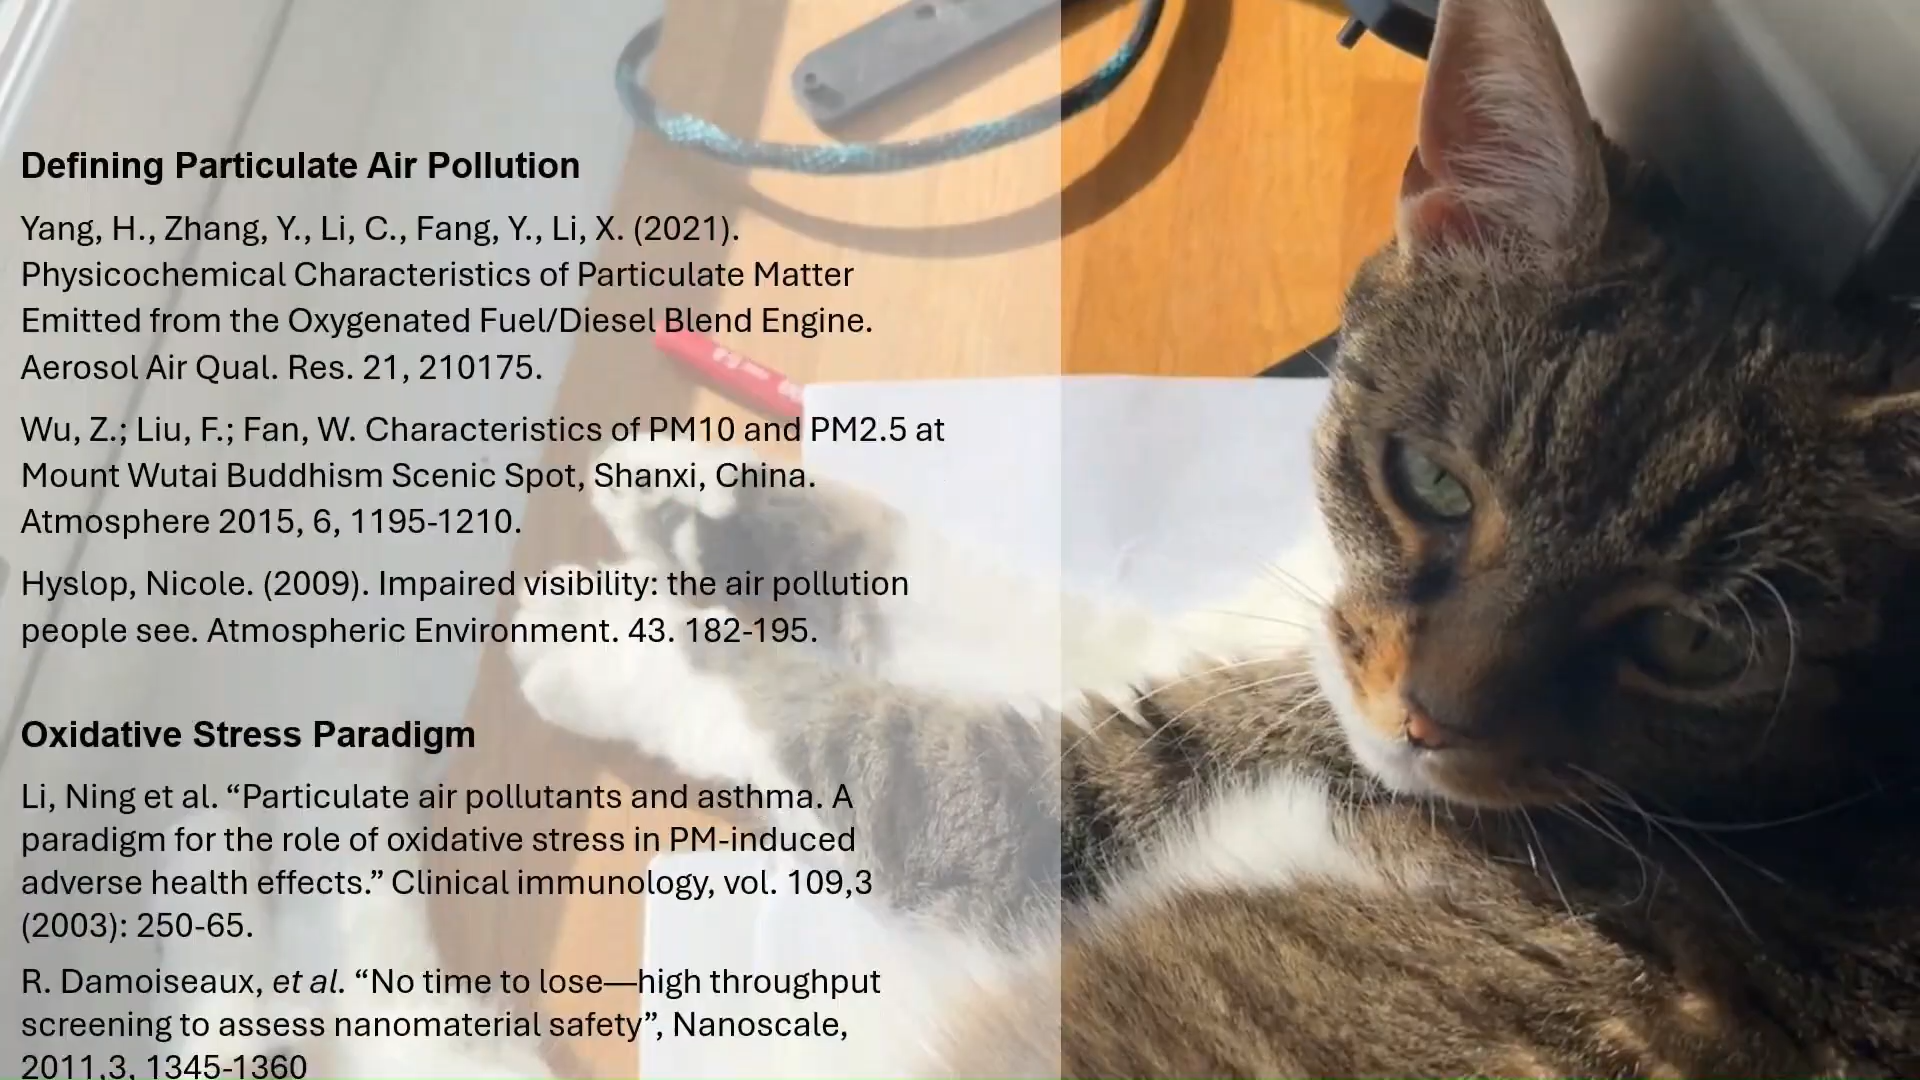 Defining Particulate Air Pollution
Yang, H., Zhang, Y., Li, C., Fang, Y., Li, X. (2021).
Physicochemical Characteristics of Particulate Matter
Emitted from the Oxygenated Fuel/Diesel Blend Engine.
Aerosol Air Qual. Res. 21, 210175.
Wu, Z.; Liu, F.; Fan, W. Characteristics of PM10 and PM2.5 at
Mount Wutai Buddhism Scenic Spot, Shanxi, China.
Atmosphere 2015, 6, 1195-1210.
Hyslop, Nicole. (2009). Impaired visibility: the air pollution
people see. Atmospheric Environment. 43. 182-195.
Oxidative Stress Paradigm
Li, Ning et al. “Particulate air pollutants and asthma. A
paradigm for the role of oxidative stress in PM-induced
adverse health effects.” Clinical immunology, vol. 109,3
(2003): 250-65.
R. Damoiseaux, et al. “No time to lose—high throughput
screening to assess nanomaterial safety”, Nanoscale,
2011,3, 1345-1360